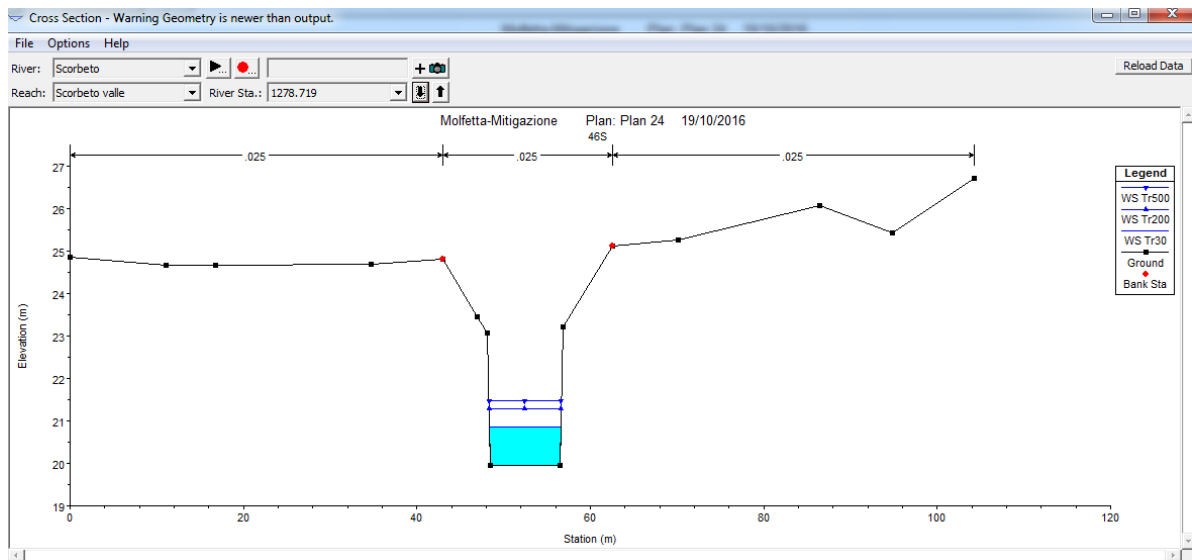 Cross Section - Warning Geometry is newer than output.
File Options Help
River: Scorbeto
Reload Data
Reach: Scorbeto valle River Sta.: 1278.719
Molfetta-Mitigazione Plan: Plan 24 19/10/2016
46S
.025 .025 .025
27
26
25
24
23
22
21
20
19
Elevation (m)
0 20 40 60 80 100 120
Station (m)
Legend
WS Tr500
WS Tr200
WS Tr30
Ground
Bank Sta